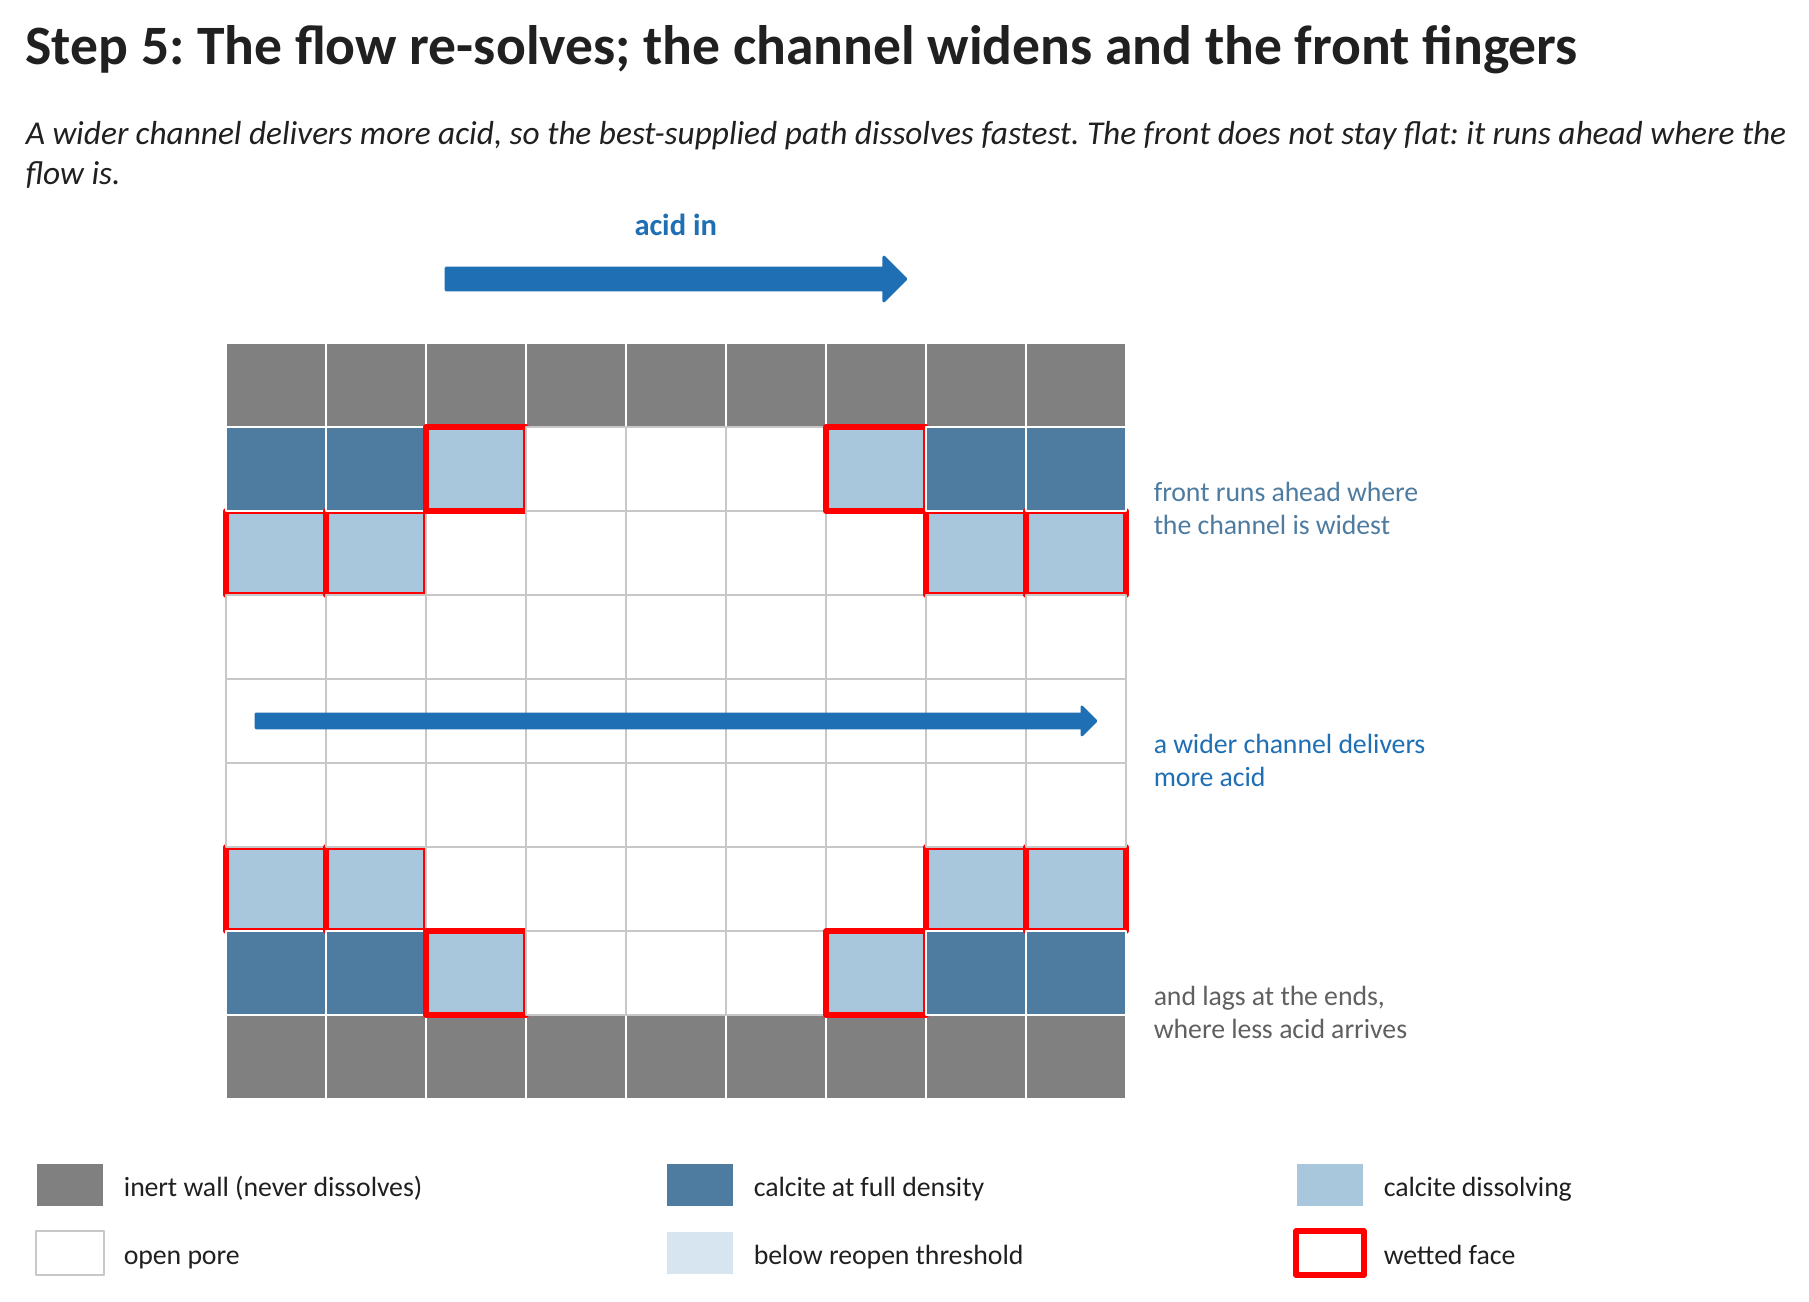 Step 5: The flow re-solves; the channel widens and the front fingers
A wider channel delivers more acid, so the best-supplied path dissolves fastest. The front does not stay flat: it runs ahead where the
flow is.
acid in
front runs ahead where
the channel is widest
a wider channel delivers
more acid
and lags at the ends,
where less acid arrives
inert wall (never dissolves)
calcite at full density
calcite dissolving
open pore
below reopen threshold
wetted face